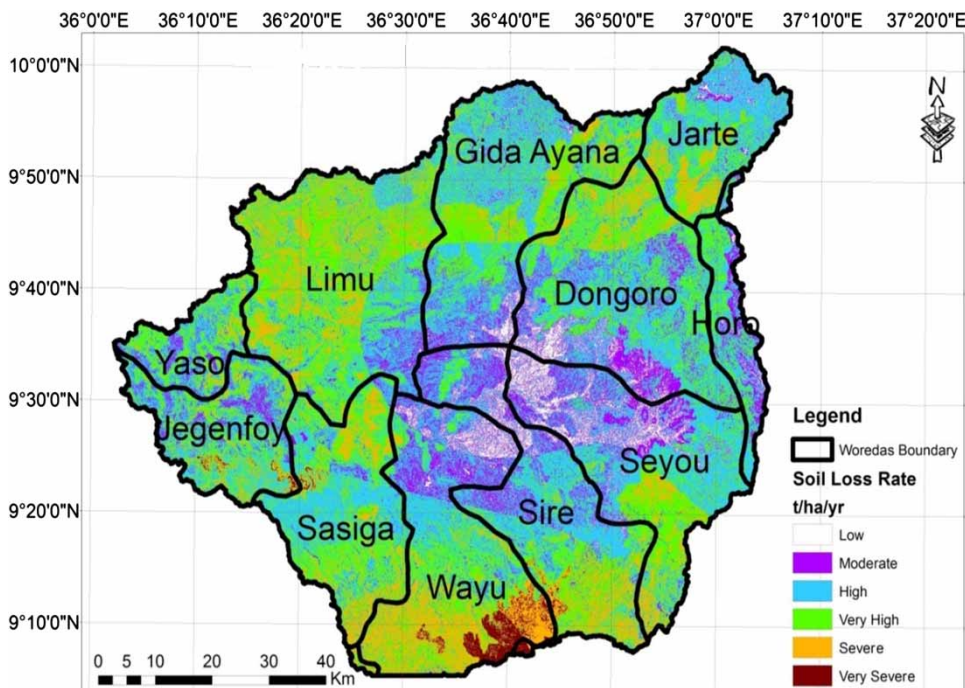 36°0'0"E 36°10'0"E 36°20'0"E 36°30'0"E 36°40'0"E 36°50'0"E 37°0'0"E 37°10'0"E 37°20'0"E
10°0'0"N
N
Jarte
Gida Ayana
9°50'0"N
Limu
9°40'0"N
Dongoro
Horo
Yaso
9°30'0"N
Jegenfoy
Legend
Woredas Boundary
Seyou
Soil Loss Rate
t/ha/yr
9°20'0"N
Sire
Sasiga
Low
Moderate
High
Wayu
9°10'0"N
Very High
Severe
Very Severe
0 5 10 20 30 40
Km